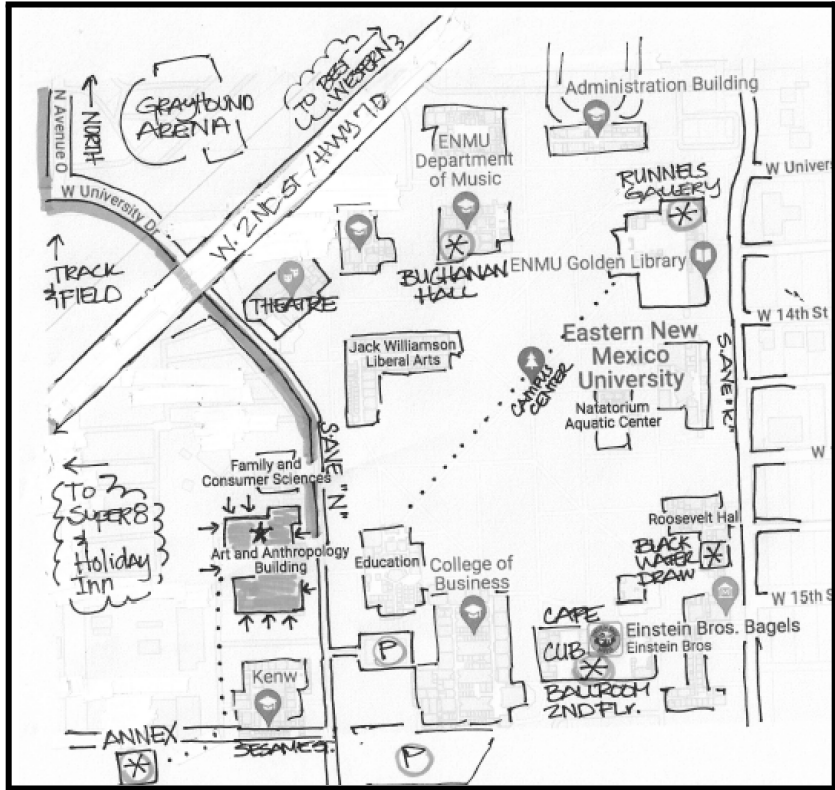 N Avenue O
→ NORTH
GRAYHOUND
ARENA
TO BEST
WESTERN
Administration Building
ENMU
Department
of Music
W. 2ND ST / HWY 70
W University Dr
RUNNELS
GALLERY
W Univers
TRACK
& FIELD
THEATRE
BUCHANAN
HALL
ENMU Golden Library
W 14th St
Jack Williamson
Liberal Arts
Eastern New
Mexico
University
CAMPUS
CENTER
S. AVE "K"
Natatorium
Aquatic Center
W
S AVE "N"
Family and
Consumer Sciences
TO
SUPER 8
&
Holiday
Inn
Art and Anthropology
Building
Education
College of
Business
Roosevelt Hall
BLACK
WATER
DRAW
W 15th S
CAFE
CUB
Einstein Bros. Bagels
Einstein Bros
BALLROOM
2ND Flr.
P
Kenw
ANNEX
SESAME ST.
P